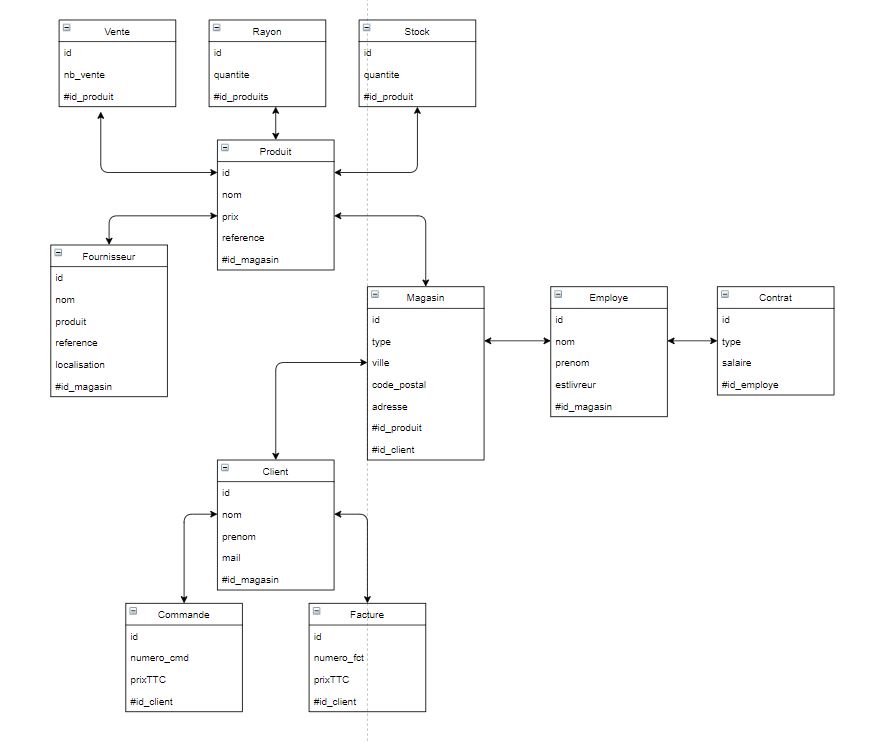 Vente
id
nb_vente
#id_produit
Rayon
id
quantite
#id_produits
Stock
id
quantite
#id_produit
Produit
id
nom
prix
reference
#id_magasin
Fournisseur
id
nom
produit
reference
localisation
#id_magasin
Magasin
id
type
ville
code_postal
adresse
#id_produit
#id_client
Employe
id
nom
prenom
estlivreur
#id_magasin
Contrat
id
type
salaire
#id_employe
Client
id
nom
prenom
mail
#id_magasin
Commande
id
numero_cmd
prixTTC
#id_client
Facture
id
numero_fct
prixTTC
#id_client